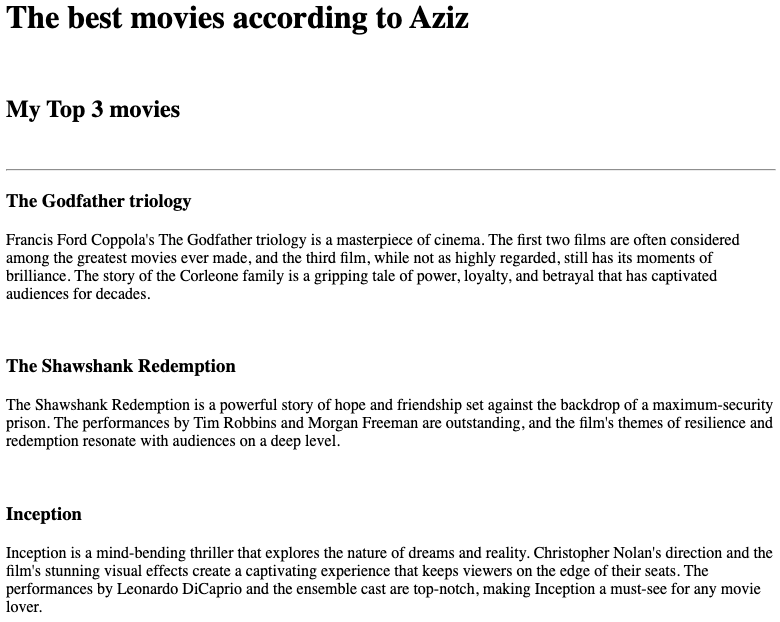 The best movies according to Aziz
My Top 3 movies
The Godfather triology
Francis Ford Coppola's The Godfather triology is a masterpiece of cinema. The first two films are often considered
among the greatest movies ever made, and the third film, while not as highly regarded, still has its moments of
brilliance. The story of the Corleone family is a gripping tale of power, loyalty, and betrayal that has captivated
audiences for decades.
The Shawshank Redemption
The Shawshank Redemption is a powerful story of hope and friendship set against the backdrop of a maximum-security
prison. The performances by Tim Robbins and Morgan Freeman are outstanding, and the film's themes of resilience and
redemption resonate with audiences on a deep level.
Inception
Inception is a mind-bending thriller that explores the nature of dreams and reality. Christopher Nolan's direction and the
film's stunning visual effects create a captivating experience that keeps viewers on the edge of their seats. The
performances by Leonardo DiCaprio and the ensemble cast are top-notch, making Inception a must-see for any movie
lover.